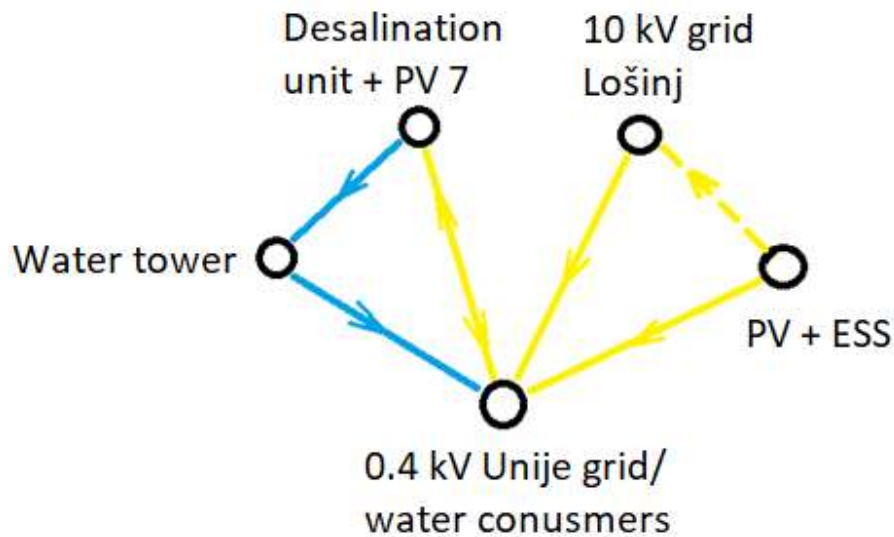 Desalination
unit + PV 7
10 kV grid
Lošinj
Water tower
PV + ESS
0.4 kV Unije grid/
water conusmers